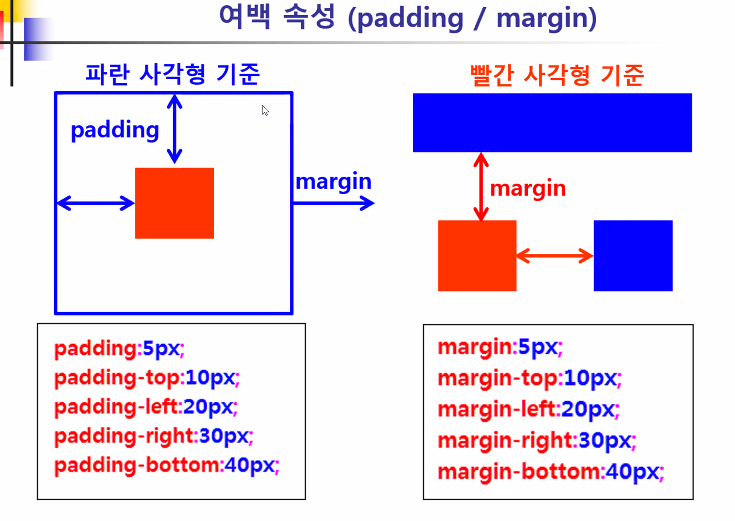 여백 속성 (padding / margin)
파란 사각형 기준
padding
margin
padding:5px;
padding-top:10px;
padding-left:20px;
padding-right:30px;
padding-bottom:40px;
빨간 사각형 기준
margin
margin:5px;
margin-top:10px;
margin-left:20px;
margin-right:30px;
margin-bottom:40px;